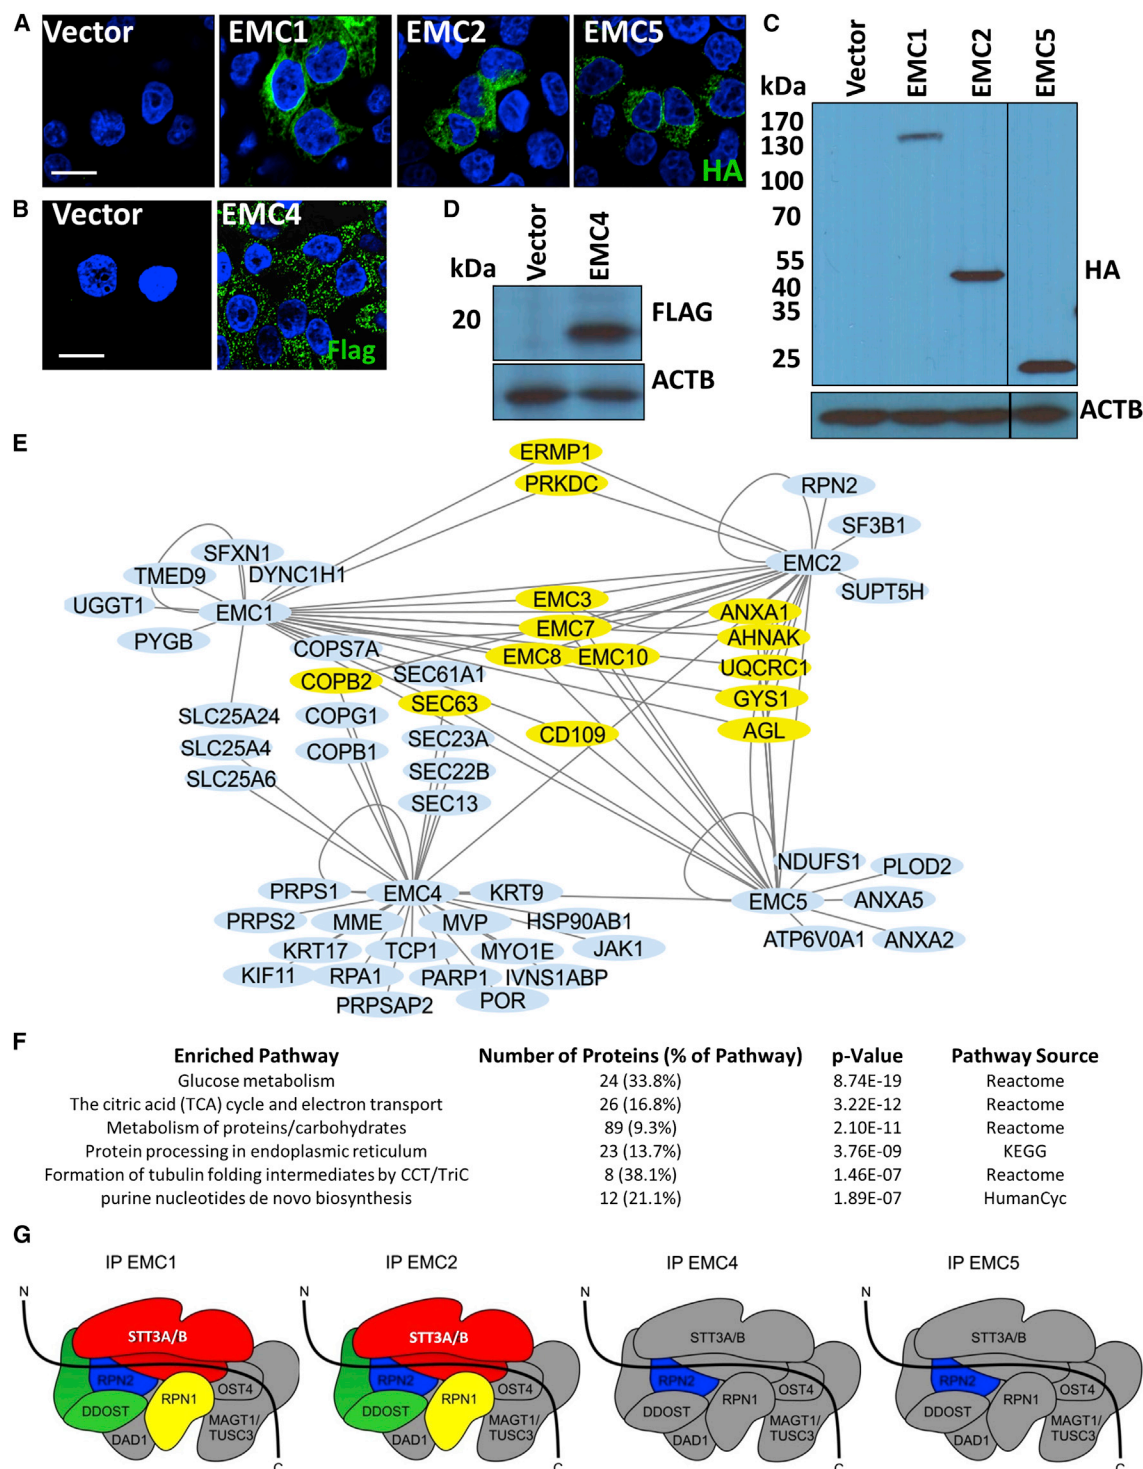 A
Vector
EMC1
EMC2
EMC5
HA
B
Vector
EMC4
Flag
C
kDa
Vector
EMC1
EMC2
EMC5
170
130
100
70
55
40
35
25
HA
ACTB
D
kDa
Vector
EMC4
20
FLAG
ACTB
E
ERMP1
PRKDC
RPN2
SF3B1
EMC2
SUPT5H
SFXN1
TMED9
DYNC1H1
UGGT1
EMC1
PYGB
EMC3
EMC7
EMC8
EMC10
ANXA1
AHNAK
UQCRC1
GYS1
AGL
COPS7A
COPB2
SEC61A1
SEC63
SLC25A24
COPG1
SEC23A
CD109
SLC25A4
COPB1
SEC22B
SLC25A6
SEC13
PRPS1
EMC4
KRT9
NDUFS1
PLOD2
EMC5
ANXA5
PRPS2
MME
MVP
HSP90AB1
ATP6V0A1
ANXA2
KRT17
TCP1
MYO1E
JAK1
KIF11
RPA1
PARP1
IVNS1ABP
PRPSAP2
POR
F
Enriched Pathway Number of Proteins (% of Pathway) p-Value Pathway Source
Glucose metabolism 24 (33.8%) 8.74E-19 Reactome
The citric acid (TCA) cycle and electron transport 26 (16.8%) 3.22E-12 Reactome
Metabolism of proteins/carbohydrates 89 (9.3%) 2.10E-11 Reactome
Protein processing in endoplasmic reticulum 23 (13.7%) 3.76E-09 KEGG
Formation of tubulin folding intermediates by CCT/TriC 8 (38.1%) 1.46E-07 Reactome
purine nucleotides de novo biosynthesis 12 (21.1%) 1.89E-07 HumanCyc
G
IP EMC1
N
STT3A/B
RPN2
RPN1
OST4
DDOST
DAD1
MAGT1/
TUSC3
C
IP EMC2
N
STT3A/B
RPN2
RPN1
OST4
DDOST
DAD1
MAGT1/
TUSC3
C
IP EMC4
N
STT3A/B
RPN2
RPN1
OST4
DDOST
DAD1
MAGT1/
TUSC3
C
IP EMC5
N
STT3A/B
RPN2
RPN1
OST4
DDOST
DAD1
MAGT1/
TUSC3
C